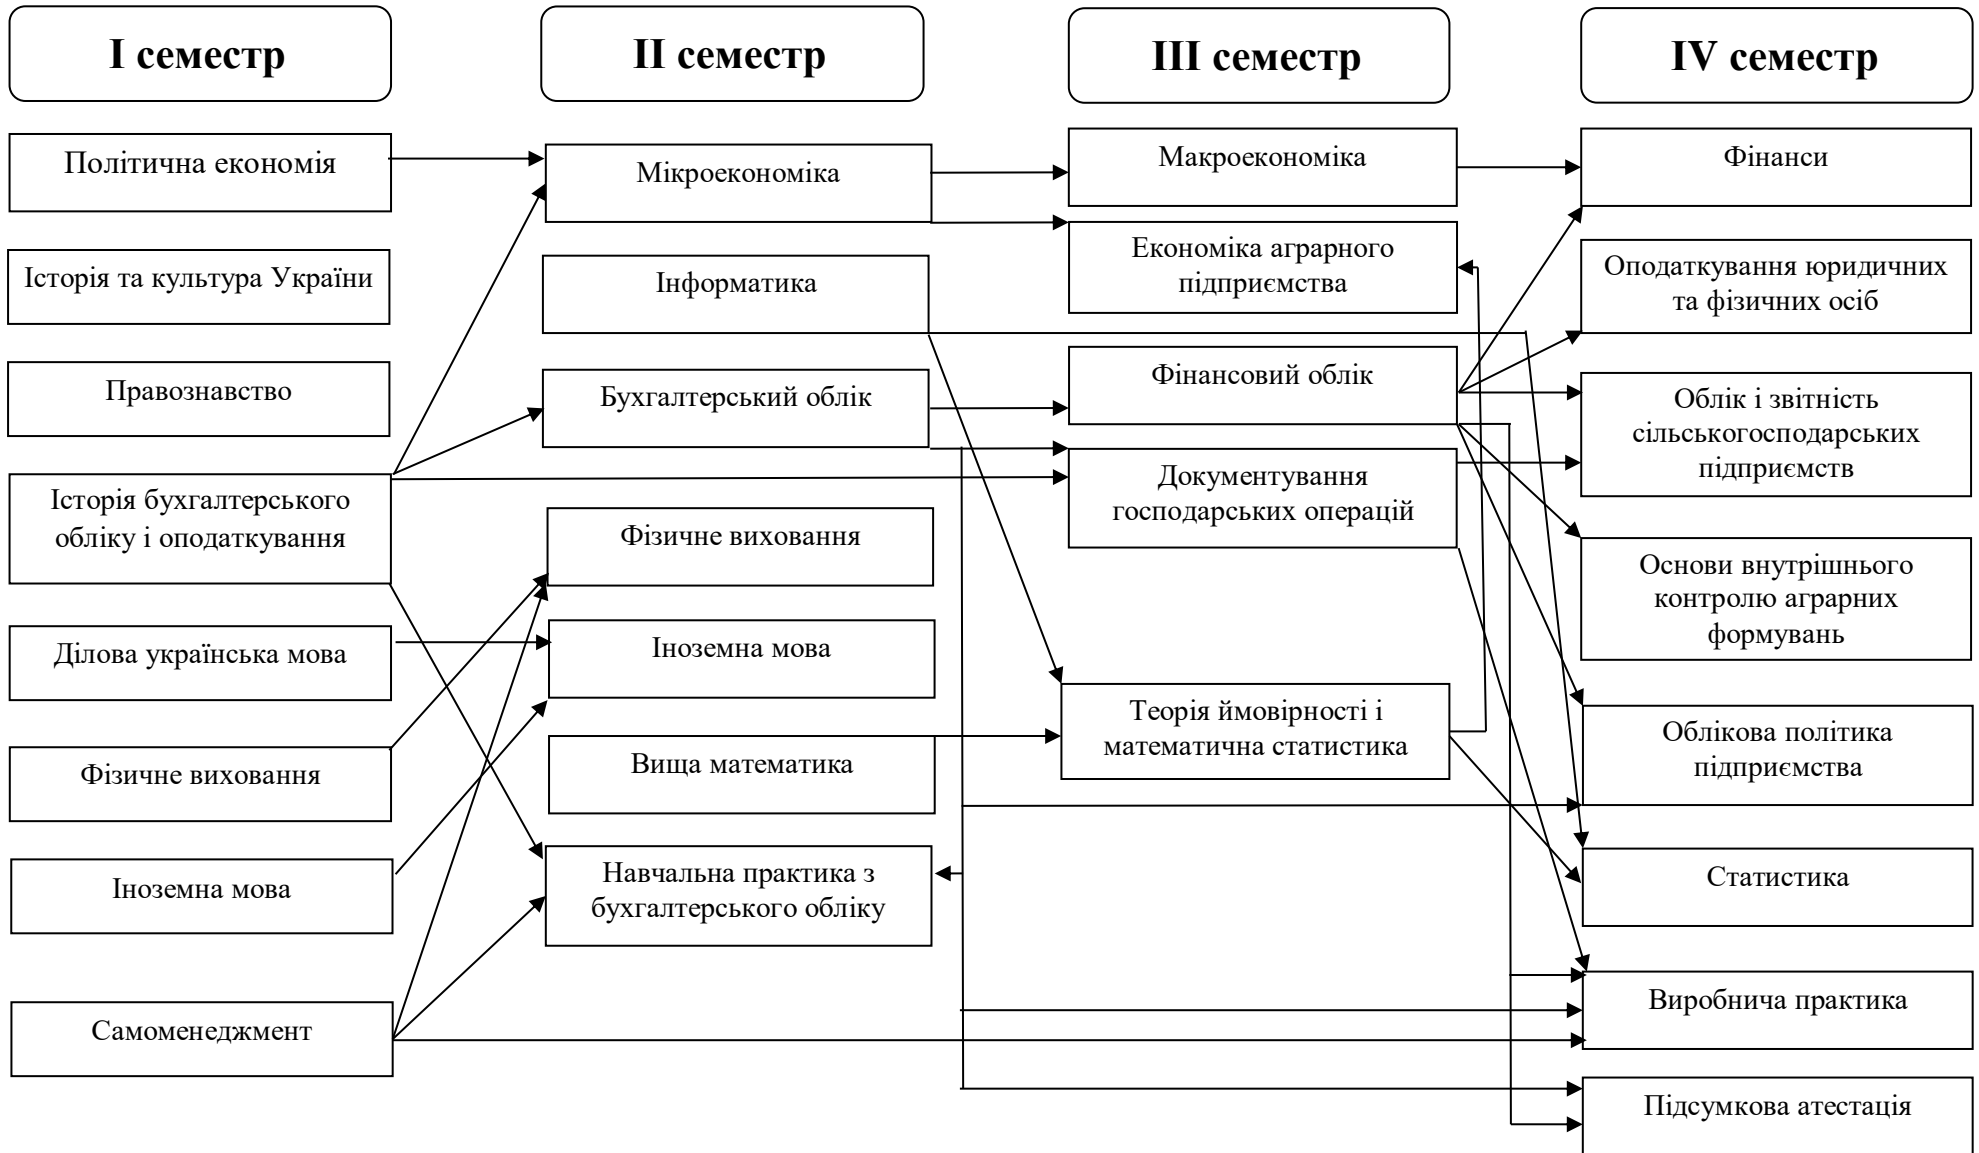 I семестр
II семестр
III семестр
IV семестр
Політична економія
Історія та культура України
Правознавство
Історія бухгалтерського
обліку і оподаткування
Ділова українська мова
Фізичне виховання
Іноземна мова
Самоменеджмент
Мікроекономіка
Інформатика
Бухгалтерський облік
Фізичне виховання
Іноземна мова
Вища математика
Навчальна практика з
бухгалтерського обліку
Макроекономіка
Економіка аграрного
підприємства
Фінансовий облік
Документування
господарських операцій
Теорія ймовірності і
математична статистика
Фінанси
Оподаткування юридичних
та фізичних осіб
Облік і звітність
сільськогосподарських
підприємств
Основи внутрішнього
контролю аграрних
формувань
Облікова політика
підприємства
Статистика
Виробнича практика
Підсумкова атестація